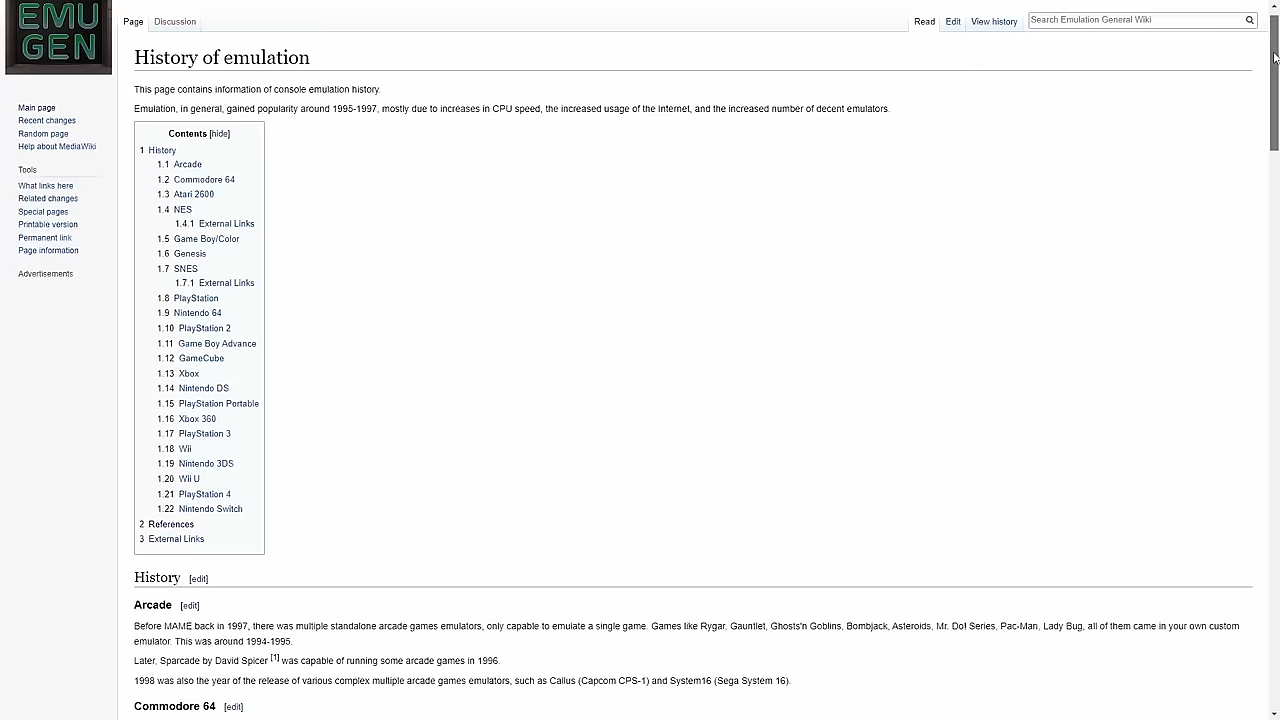 EMU
GEN
Page Discussion Read Edit View history Search Emulation General Wiki
History of emulation
This page contains information of console emulation history.
Emulation, in general, gained popularity around 1995-1997, mostly due to increases in CPU speed, the increased usage of the Internet, and the increased number of decent emulators.
Main page
Recent changes
Random page
Help about MediaWiki
Tools
What links here
Related changes
Special pages
Printable version
Permanent link
Page information
Advertisements
Contents [hide]
1 History
1.1 Arcade
1.2 Commodore 64
1.3 Atari 2600
1.4 NES
1.4.1 External Links
1.5 Game Boy/Color
1.6 Genesis
1.7 SNES
1.7.1 External Links
1.8 PlayStation
1.9 Nintendo 64
1.10 PlayStation 2
1.11 Game Boy Advance
1.12 GameCube
1.13 Xbox
1.14 Nintendo DS
1.15 PlayStation Portable
1.16 Xbox 360
1.17 PlayStation 3
1.18 Wii
1.19 Nintendo 3DS
1.20 Wii U
1.21 PlayStation 4
1.22 Nintendo Switch
2 References
3 External Links
History [edit]
Arcade [edit]
Before MAME back in 1997, there was multiple standalone arcade games emulators, only capable to emulate a single game. Games like Rygar, Gauntlet, Ghosts'n Goblins, Bombjack, Asteroids, Mr. Do! Series, Pac-Man, Lady Bug, all of them came in your own custom
emulator. This was around 1994-1995.
Later, Sparcade by David Spicer [1] was capable of running some arcade games in 1996.
1998 was also the year of the release of various complex multiple arcade games emulators, such as Callus (Capcom CPS-1) and System16 (Sega System 16).
Commodore 64 [edit]